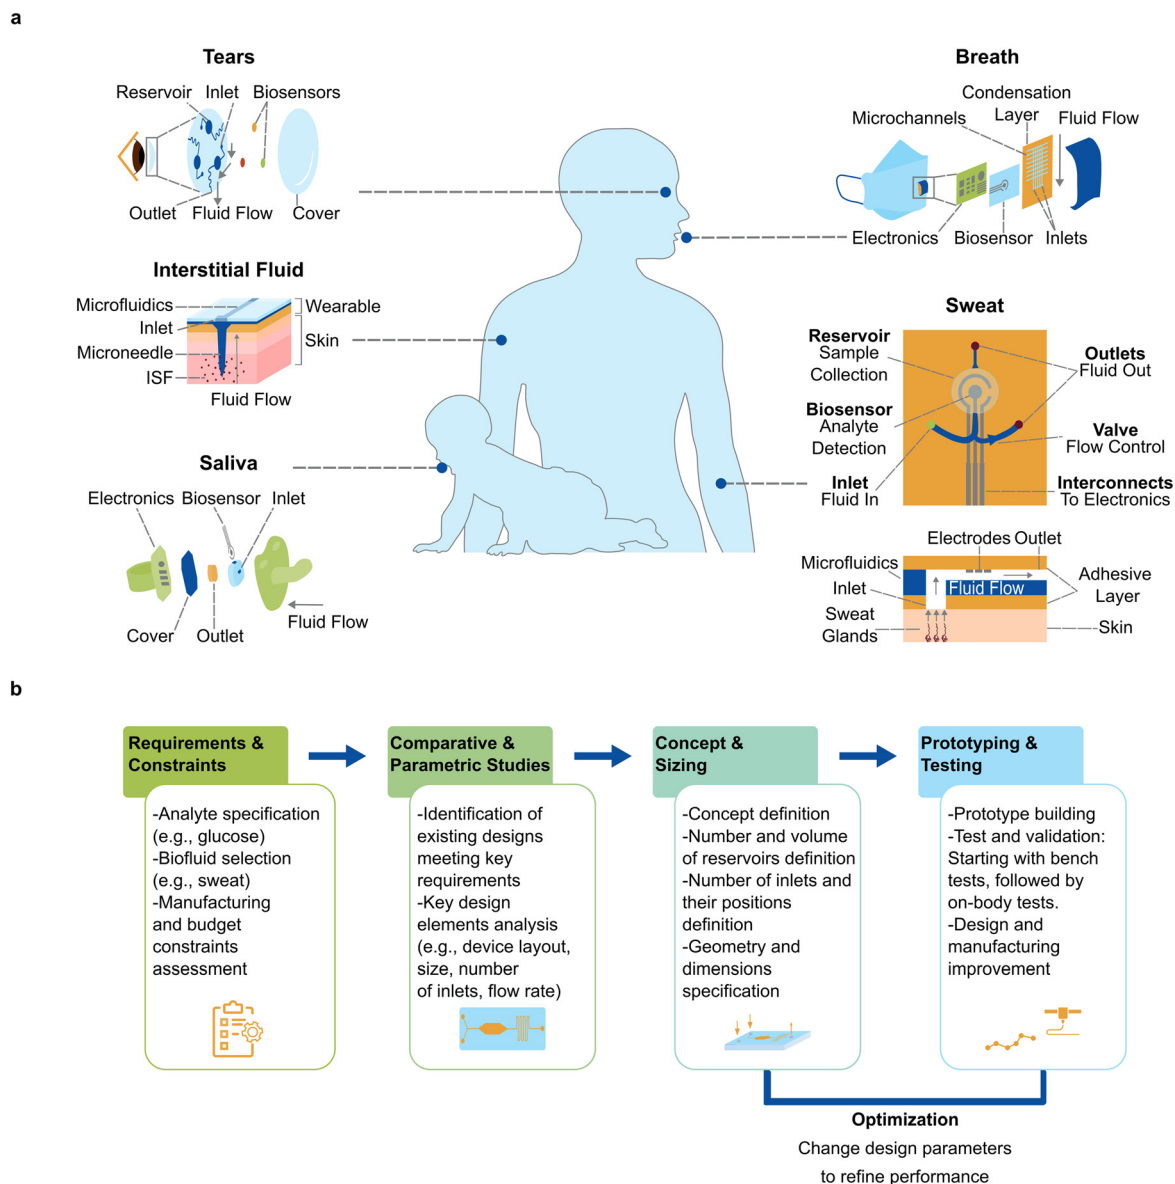 a
Tears
Reservoir Inlet Biosensors
Outlet Fluid Flow Cover
Breath
Condensation
Layer
Microchannels
Fluid Flow
Electronics Biosensor Inlets
Interstitial Fluid
Microfluidics
Wearable
Inlet
Skin
Microneedle
ISF
Fluid Flow
Sweat
Reservoir
Sample
Collection
Outlets
Fluid Out
Biosensor
Analyte
Detection
Valve
Flow Control
Inlet
Fluid In
Interconnects
To Electronics
Saliva
Electronics Biosensor Inlet
Cover Outlet
Fluid Flow
Electrodes Outlet
Microfluidics
Inlet
Fluid Flow
Adhesive
Layer
Sweat
Glands
Skin
b
Requirements &
Constraints
-Analyte specification
(e.g., glucose)
-Biofluid selection
(e.g., sweat)
-Manufacturing
and budget
constraints
assessment
Comparative &
Parametric Studies
-Identification of
existing designs
meeting key
requirements
-Key design
elements analysis
(e.g., device layout,
size, number
of inlets, flow rate)
Concept &
Sizing
-Concept definition
-Number and volume
of reservoirs definition
-Number of inlets and
their positions
definition
-Geometry and
dimensions
specification
Prototyping &
Testing
-Prototype building
-Test and validation:
Starting with bench
tests, followed by
on-body tests.
-Design and
manufacturing
improvement
Optimization
Change design parameters
to refine performance